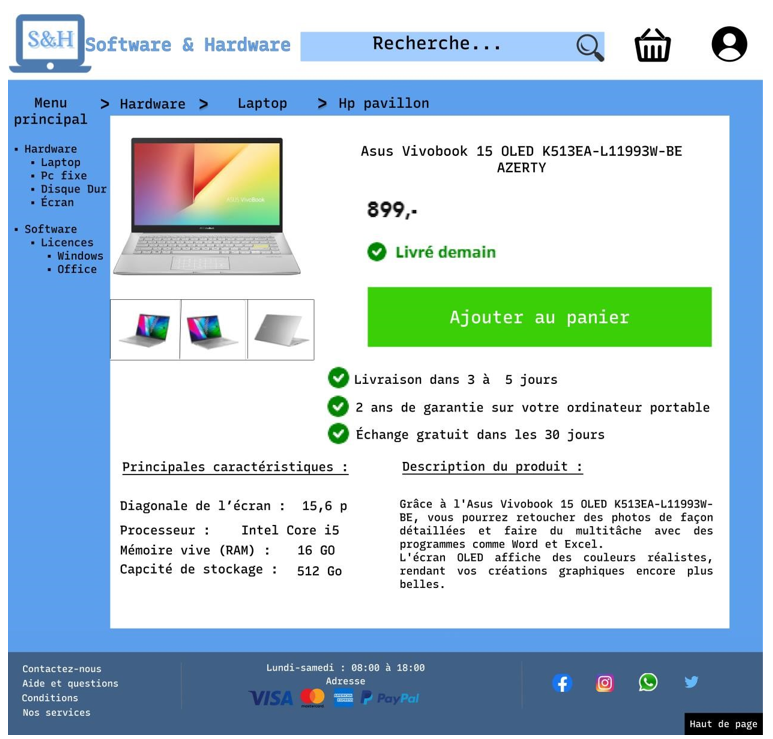 S&H
Software & Hardware
Recherche...
Menu principal > Hardware > Laptop > Hp pavillon
▪ Hardware
▪ Laptop
▪ Pc fixe
▪ Disque Dur
▪ Écran
▪ Software
▪ Licences
▪ Windows
▪ Office
Asus Vivobook 15 OLED K513EA-L11993W-BE
AZERTY
899,-
Livré demain
Ajouter au panier
Livraison dans 3 à 5 jours
2 ans de garantie sur votre ordinateur portable
Échange gratuit dans les 30 jours
Principales caractéristiques :
Diagonale de l’écran : 15,6 p
Processeur : Intel Core i5
Mémoire vive (RAM) : 16 GO
Capcité de stockage : 512 Go
Description du produit :
Grâce à l'Asus Vivobook 15 OLED K513EA-L11993W-
BE, vous pourrez retoucher des photos de façon
détaillées et faire du multitâche avec des
programmes comme Word et Excel.
L'écran OLED affiche des couleurs réalistes,
rendant vos créations graphiques encore plus
belles.
Contactez-nous
Aide et questions
Conditions
Nos services
Lundi-samedi : 08:00 à 18:00
Adresse
VISA PayPal
Haut de page